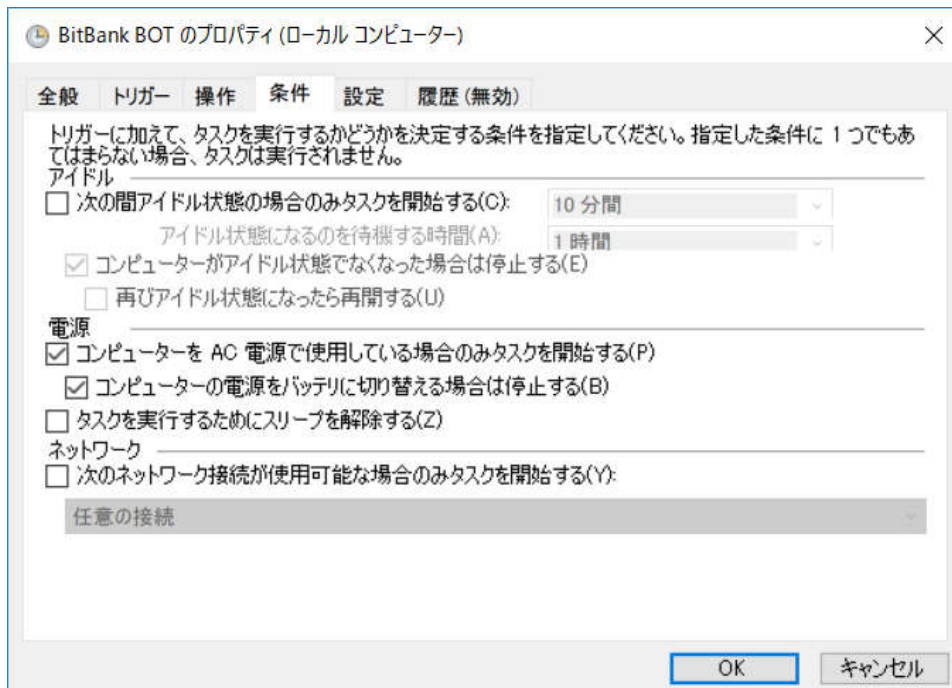 BitBank BOT のプロパティ (ローカル コンピューター)
全般 トリガー 操作 条件 設定 履歴 (無効)
トリガーに加えて、タスクを実行するかどうかを決定する条件を指定してください。指定した条件に 1 つでもあ
てはまらない場合、タスクは実行されません。
アイドル
次の間アイドル状態の場合のみタスクを開始する(C): 10 分間
アイドル状態になるのを待機する時間(A): 1 時間
コンピューターがアイドル状態でなくなった場合は停止する(E)
再びアイドル状態になったら再開する(U)
電源
コンピューターを AC 電源で使用している場合のみタスクを開始する(P)
コンピューターの電源をバッテリに切り替える場合は停止する(B)
タスクを実行するためにスリープを解除する(Z)
ネットワーク
次のネットワーク接続が使用可能な場合のみタスクを開始する(Y):
任意の接続
OK キャンセル